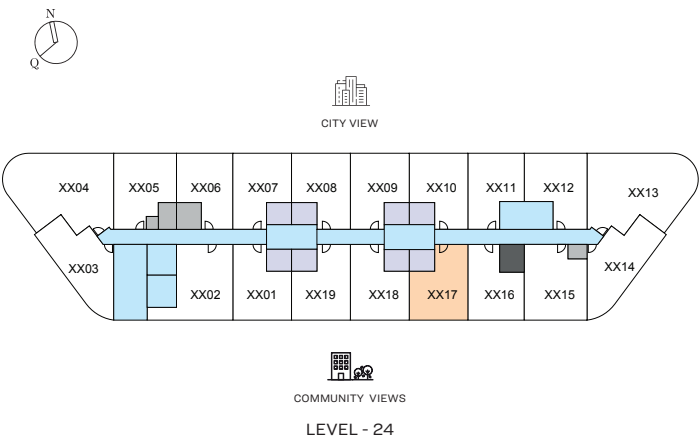 N
Q
CITY VIEW
XX04 XX05 XX06 XX07 XX08 XX09 XX10 XX11 XX12 XX13
XX03 XX14
XX02 XX01 XX19 XX18 XX17 XX16 XX15
COMMUNITY VIEWS
LEVEL - 24